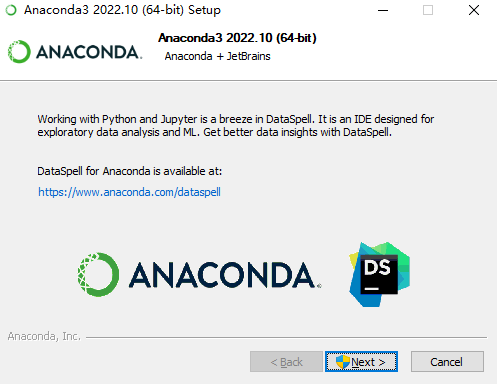 Anaconda3 2022.10 (64-bit) Setup
ANACONDA.
Anaconda3 2022.10 (64-bit)
Anaconda + JetBrains
Working with Python and Jupyter is a breeze in DataSpell. It is an IDE designed for
exploratory data analysis and ML. Get better data insights with DataSpell.
DataSpell for Anaconda is available at:
https://www.anaconda.com/dataspell
ANACONDA.
DS
Anaconda, Inc.
< Back
Next >
Cancel